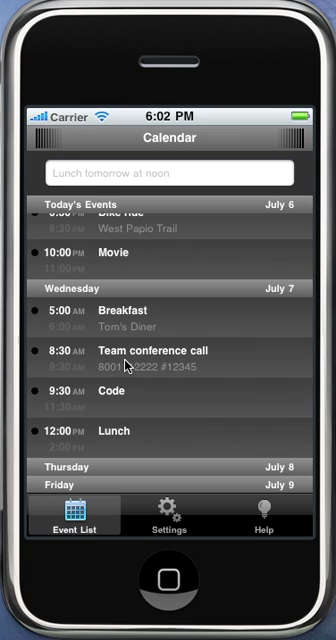 Carrier 6:02 PM
Calendar
Lunch tomorrow at noon
Today's Events July 6
Bike ride
8:30 PM West Papio Trail
10:00 PM Movie
11:00 PM
Wednesday July 7
5:00 AM Breakfast
6:00 AM Tom's Diner
8:30 AM Team conference call
9:30 AM #12345
9:30 AM Code
11:30 AM
12:00 PM Lunch
2:00 PM
Thursday July 8
Friday July 9
Event List Settings Help